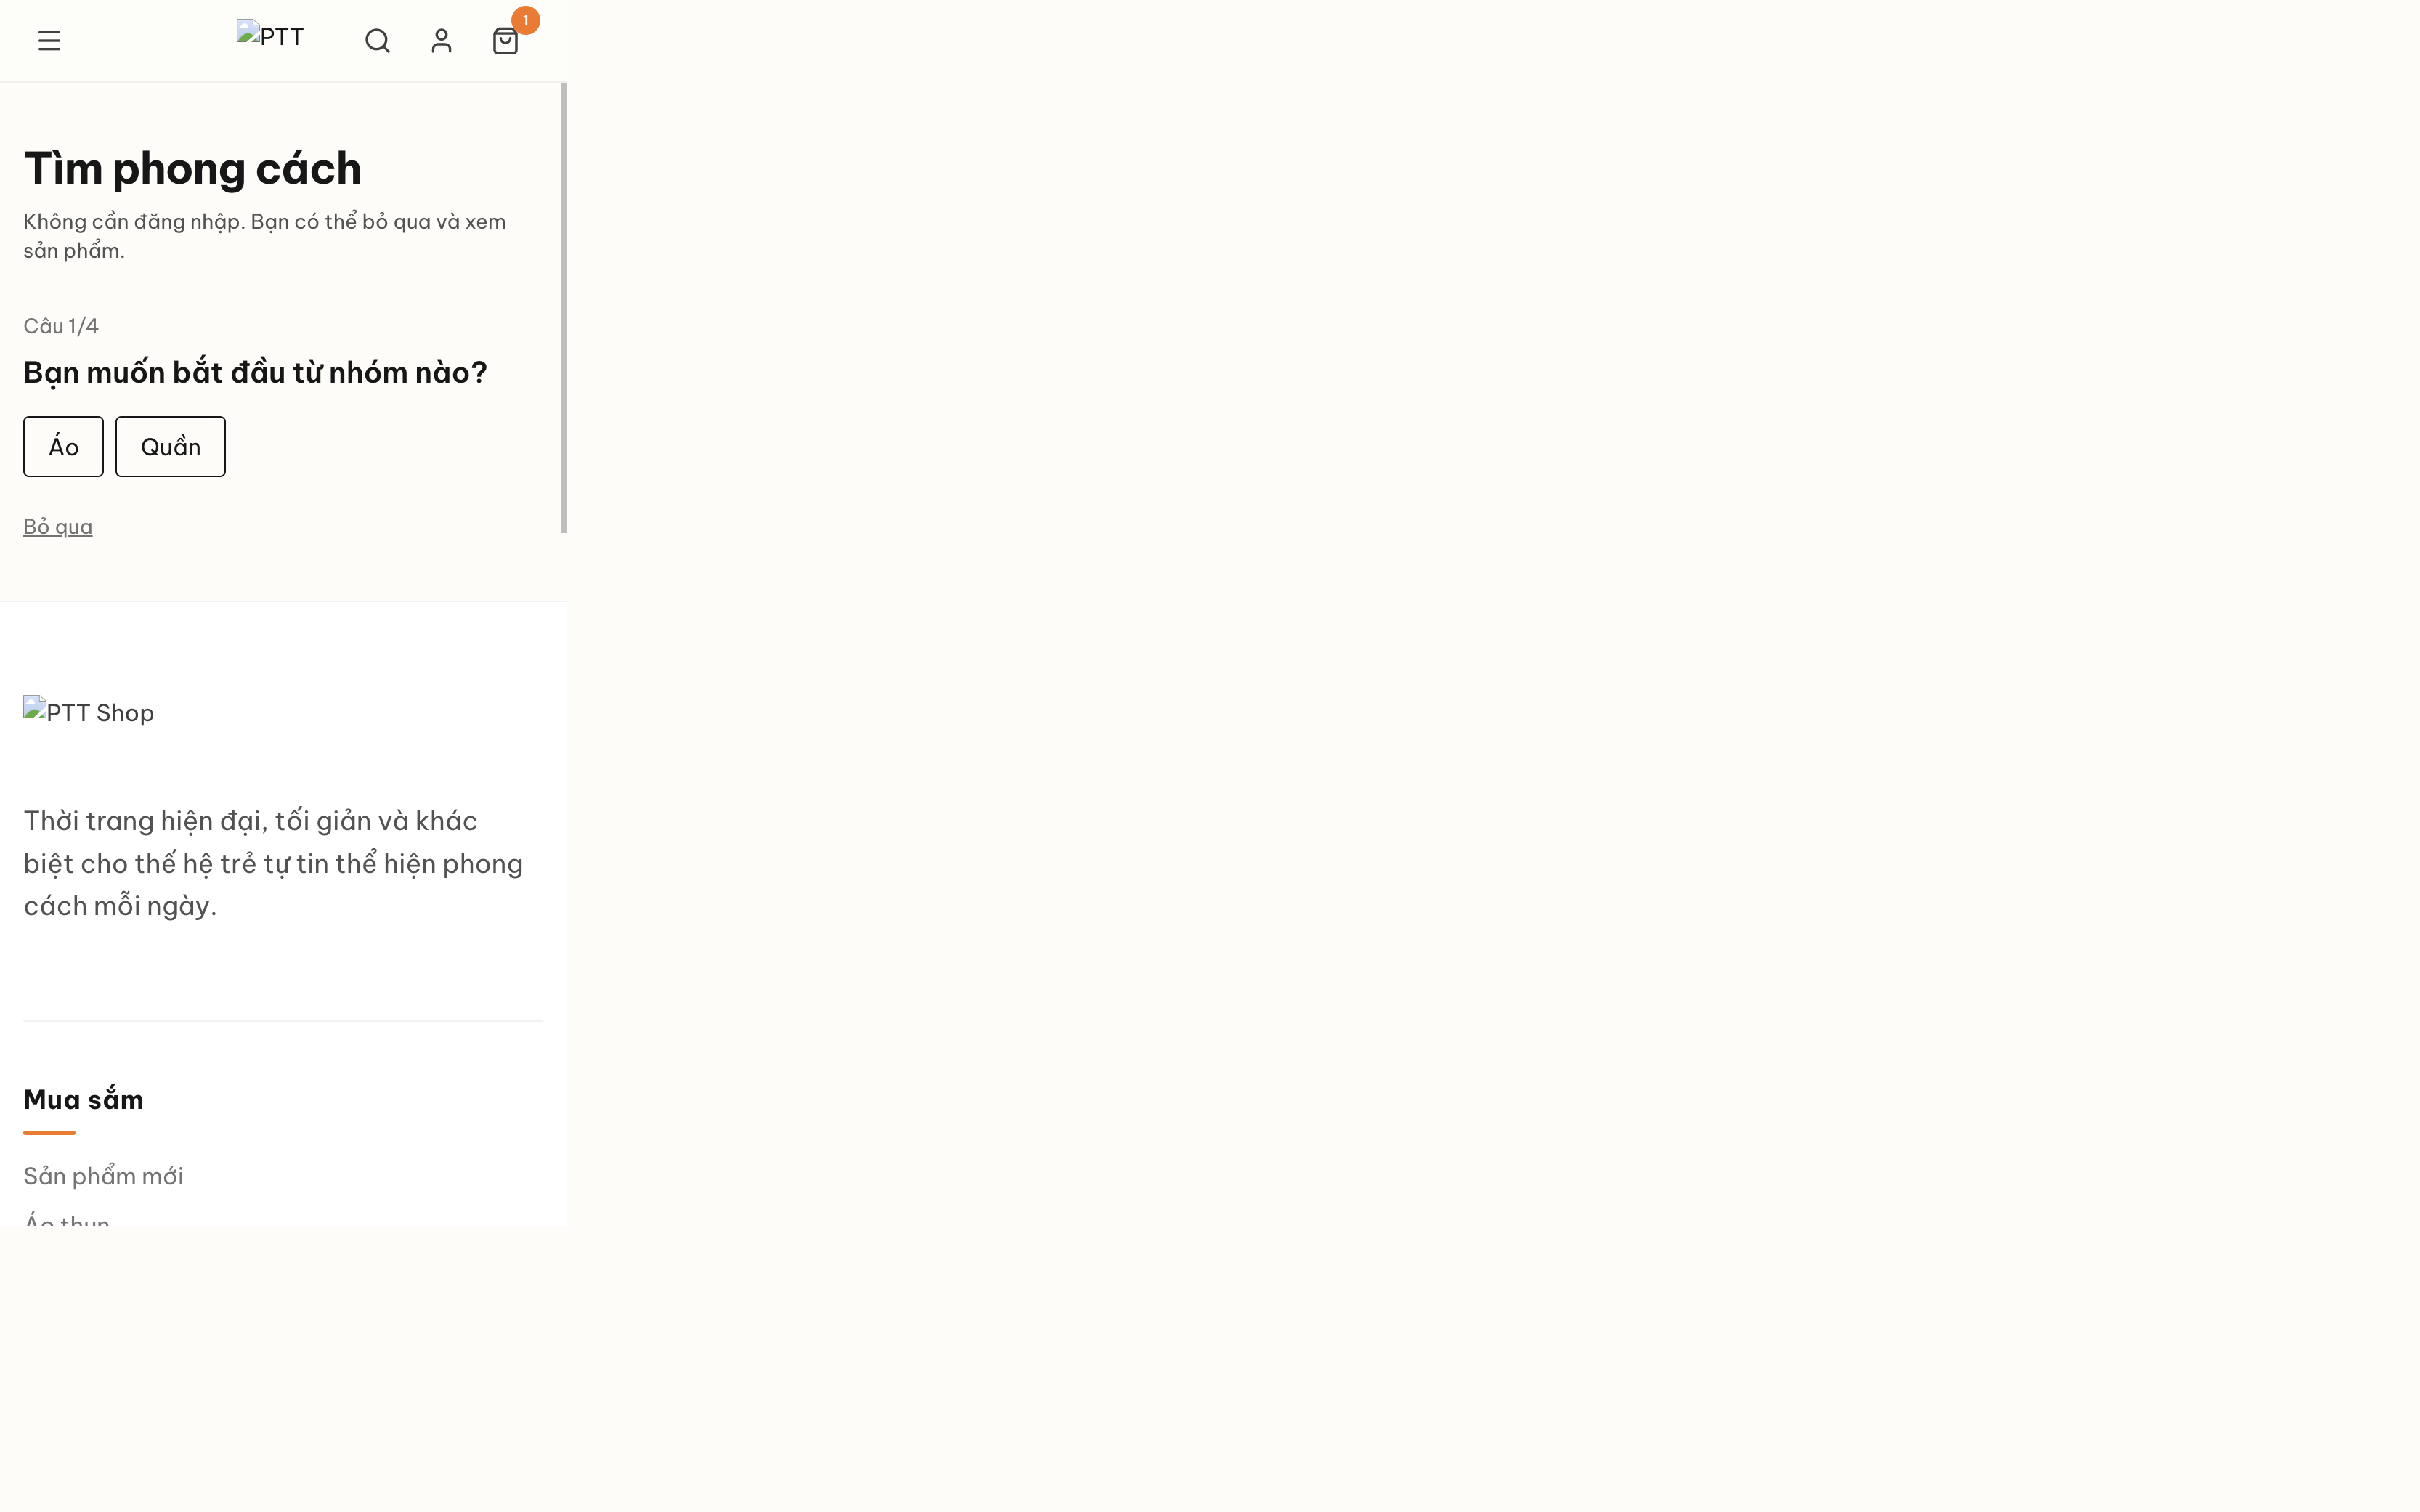 PTT
1
Tìm phong cách
Không cần đăng nhập. Bạn có thể bỏ qua và xem
sản phẩm.
Câu 1/4
Bạn muốn bắt đầu từ nhóm nào?
Áo
Quần
Bỏ qua
PTT Shop
Thời trang hiện đại, tối giản và khác
biệt cho thế hệ trẻ tự tin thể hiện phong
cách mỗi ngày.
Mua sắm
Sản phẩm mới
Áo thun